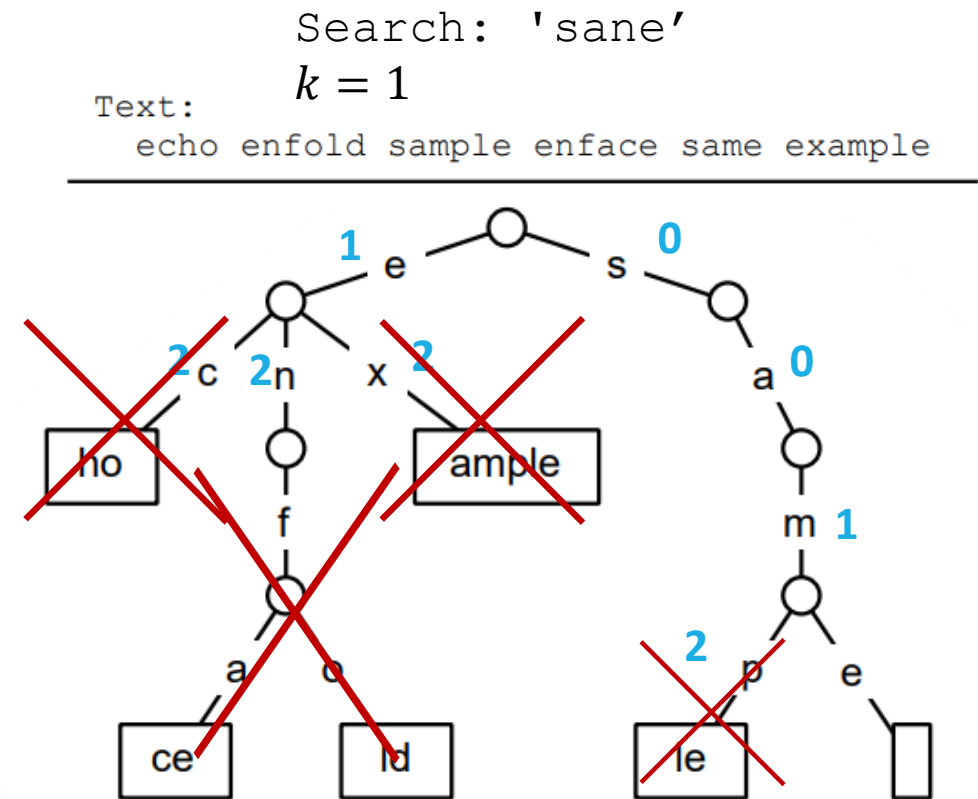 Search: 'sane’
k = 1
Text:
echo enfold sample enface same example
1 e s 0
2 c 2 n x 2 a 0
ho ample
f m 1
a o 2 p e
ce ld le